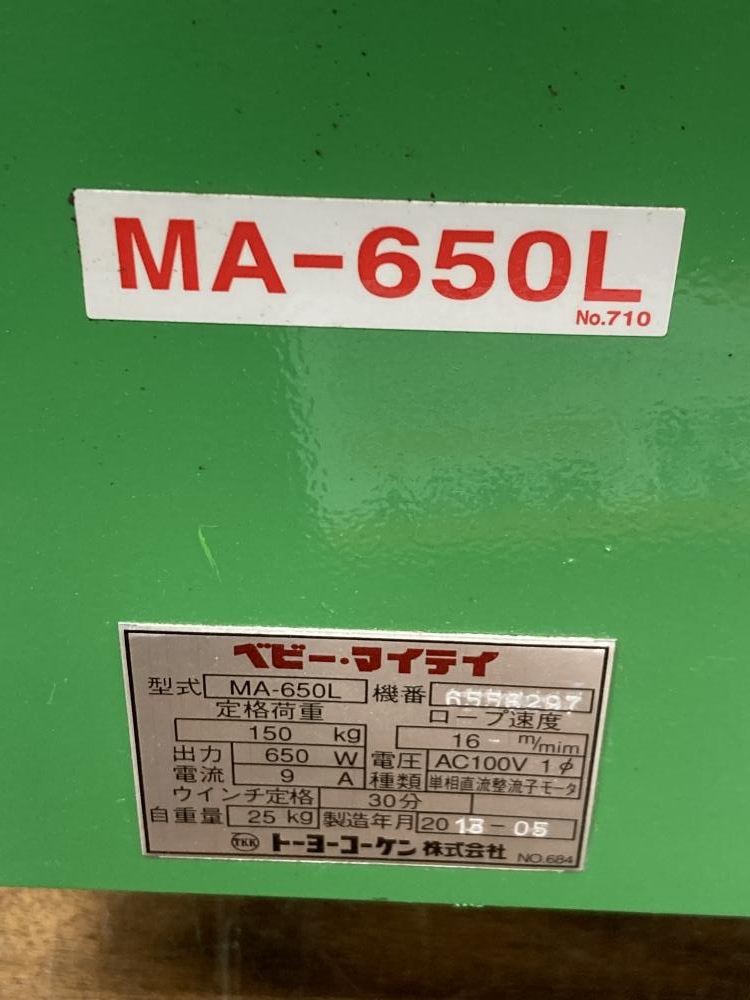 MA-650L
No.710
ベビー・マイティ
型式 MA-650L 機番 6558297
定格荷重 ロープ速度
150 kg 16 m/mim
出力 650 W 電圧 AC100V 1φ
電流 9 A 種類 単相直流整流子モータ
ウインチ定格 30分
自重量 25 kg 製造年月 2013-05
TKK トーヨーコーケン株式会社 NO.684